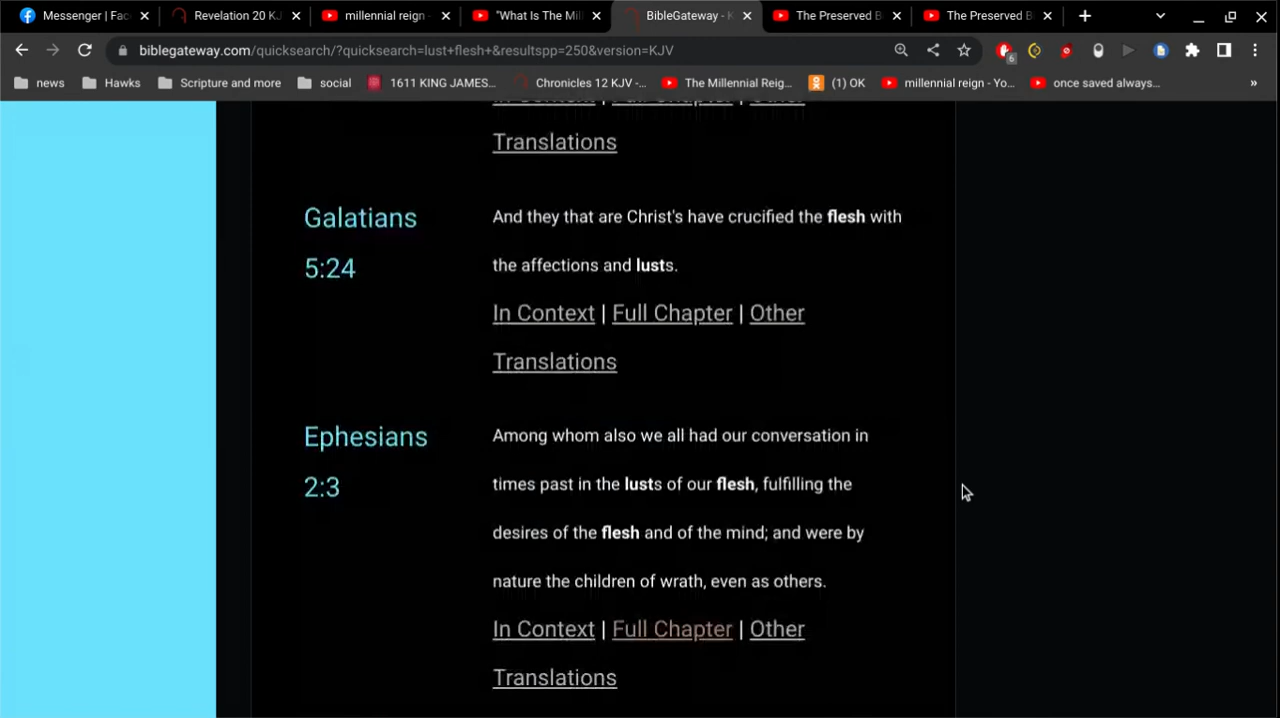 Messenger | Fac
Revelation 20 KJ
millennial reign -
"What Is The Mil
BibleGateway - K
The Preserved B
The Preserved B
biblegateway.com/quicksearch/?quicksearch=lust+flesh+&resultspp=250&version=KJV
6
news
Hawks
Scripture and more
social
1611 KING JAMES...
Chronicles 12 KJV -...
The Millennial Reig...
(1) OK
millennial reign - Yo...
once saved always...
»
In Context | Full Chapter | Other
Translations
Galatians
5:24
And they that are Christ's have crucified the flesh with
the affections and lusts.
In Context | Full Chapter | Other
Translations
Ephesians
2:3
Among whom also we all had our conversation in
times past in the lusts of our flesh, fulfilling the
desires of the flesh and of the mind; and were by
nature the children of wrath, even as others.
In Context | Full Chapter | Other
Translations